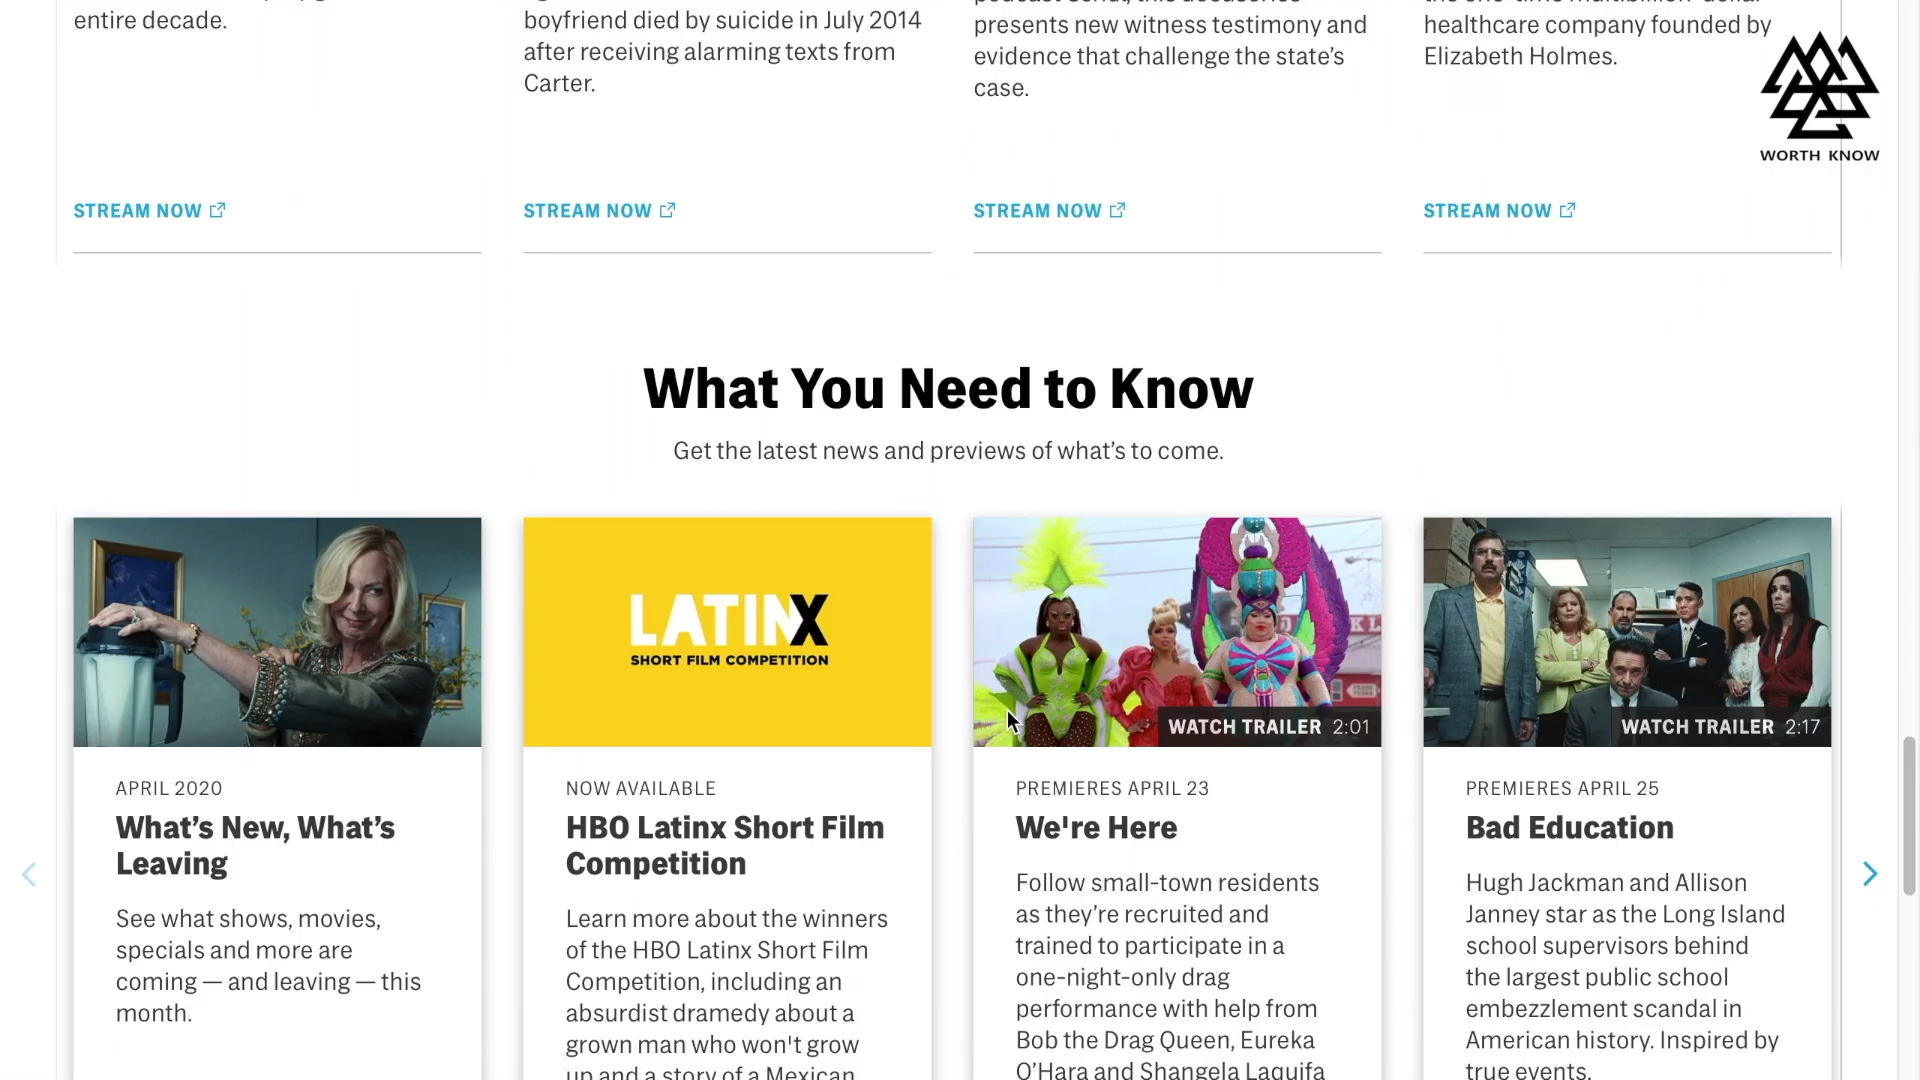 entire decade.
boyfriend died by suicide in July 2014
after receiving alarming texts from
Carter.
presents new witness testimony and
evidence that challenge the state's
case.
healthcare company founded by
Elizabeth Holmes.
WORTH KNOW
STREAM NOW
STREAM NOW
STREAM NOW
STREAM NOW
What You Need to Know
Get the latest news and previews of what's to come.
LATINX
SHORT FILM COMPETITION
WATCH TRAILER 2:01
WATCH TRAILER 2:17
APRIL 2020
What's New, What's
Leaving
See what shows, movies,
specials and more are
coming — and leaving — this
month.
NOW AVAILABLE
HBO Latinx Short Film
Competition
Learn more about the winners
of the HBO Latinx Short Film
Competition, including an
absurdist dramedy about a
grown man who won't grow
up and a story of a Mexican
PREMIERES APRIL 23
We're Here
Follow small-town residents
as they're recruited and
trained to participate in a
one-night-only drag
performance with help from
Bob the Drag Queen, Eureka
O'Hara and Shangela Laquifa
PREMIERES APRIL 25
Bad Education
Hugh Jackman and Allison
Janney star as the Long Island
school supervisors behind
the largest public school
embezzlement scandal in
American history. Inspired by
true events.